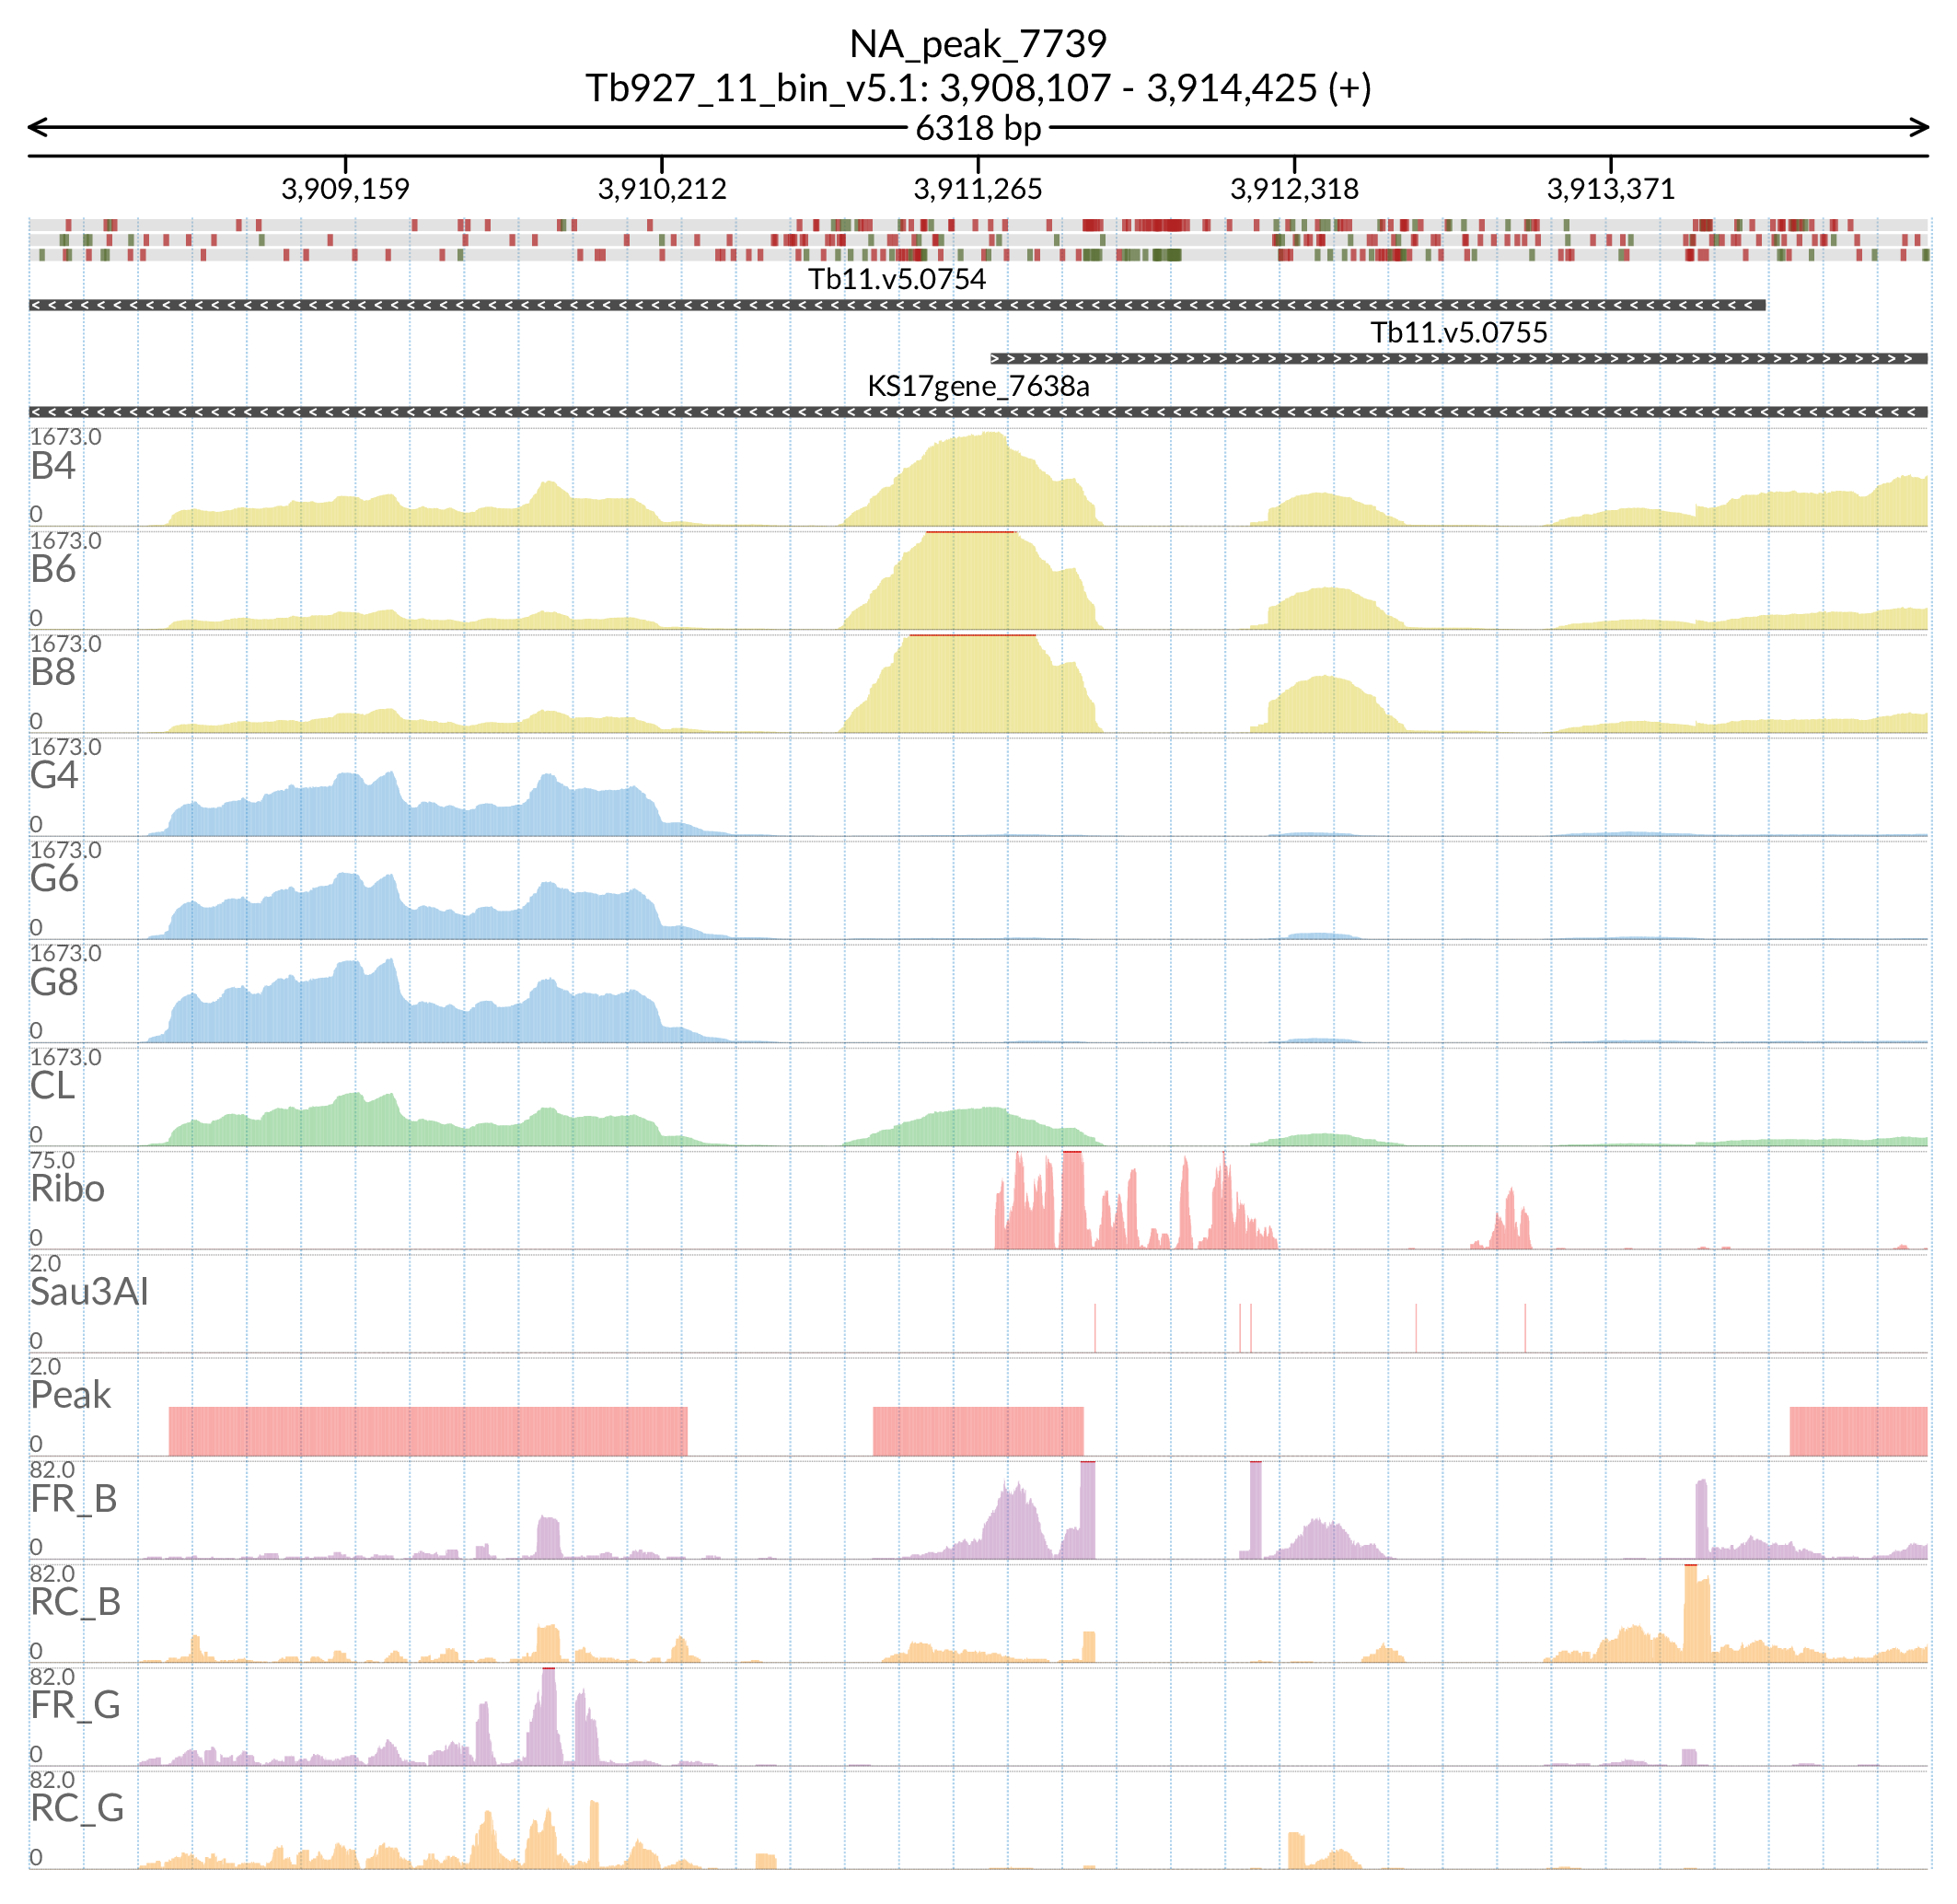 NA_peak_7739
Tb927_11_bin_v5.1: 3,908,107 - 3,914,425 (+)
6318 bp
3,909,159 3,910,212 3,911,265 3,912,318 3,913,371
Tb11.v5.0754
Tb11.v5.0755
KS17gene_7638a
1673.0
B4
0
1673.0
B6
0
1673.0
B8
0
1673.0
G4
0
1673.0
G6
0
1673.0
G8
0
1673.0
CL
0
75.0
Ribo
0
2.0
Sau3AI
0
2.0
Peak
0
82.0
FR_B
0
82.0
RC_B
0
82.0
FR_G
0
82.0
RC_G
0